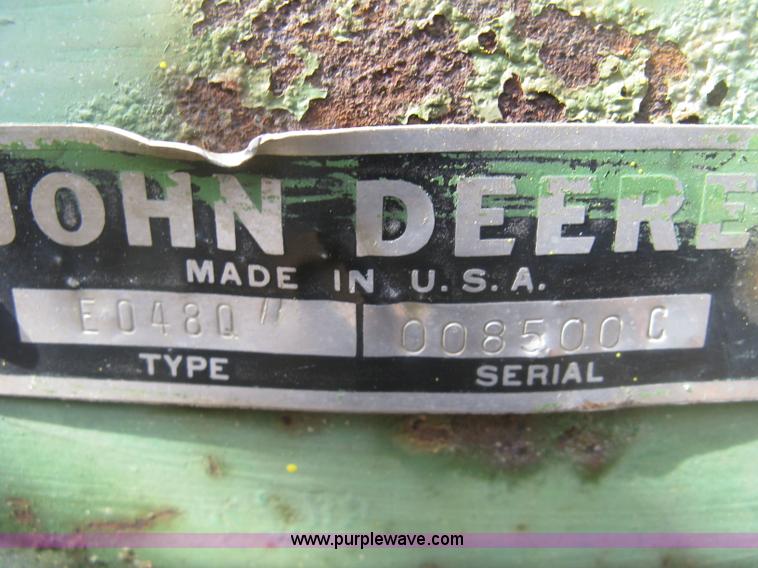 JOHN DEERE
MADE IN U.S.A.
E048Q" 008500C
TYPE SERIAL
www.purplewave.com